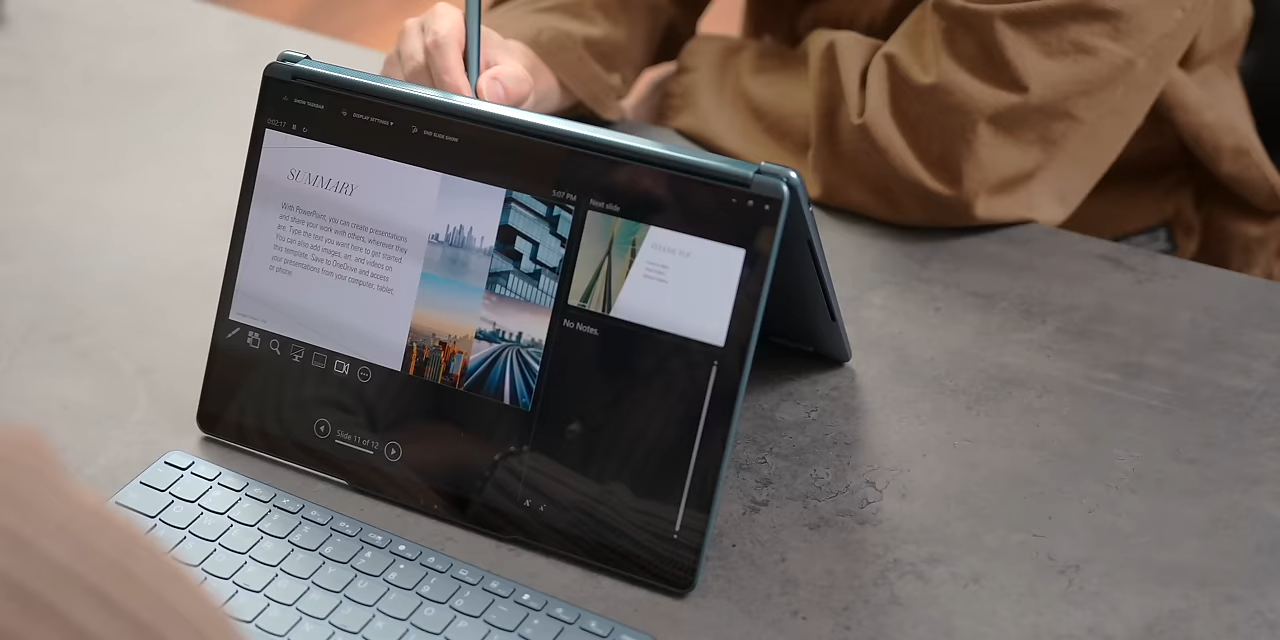 SHOW TASKBAR
DISPLAY SETTINGS ▾
END SLIDE SHOW
0:02:17
5:07 PM
SUMMARY
With PowerPoint, you can create presentations
and share your work with others, wherever they
are. Type the text you want here to get started.
You can also add images, art, and videos on
this template. Save to OneDrive and access
your presentations from your computer, tablet,
or phone.
Next slide
THANK YOU
No Notes.
Slide 11 of 12